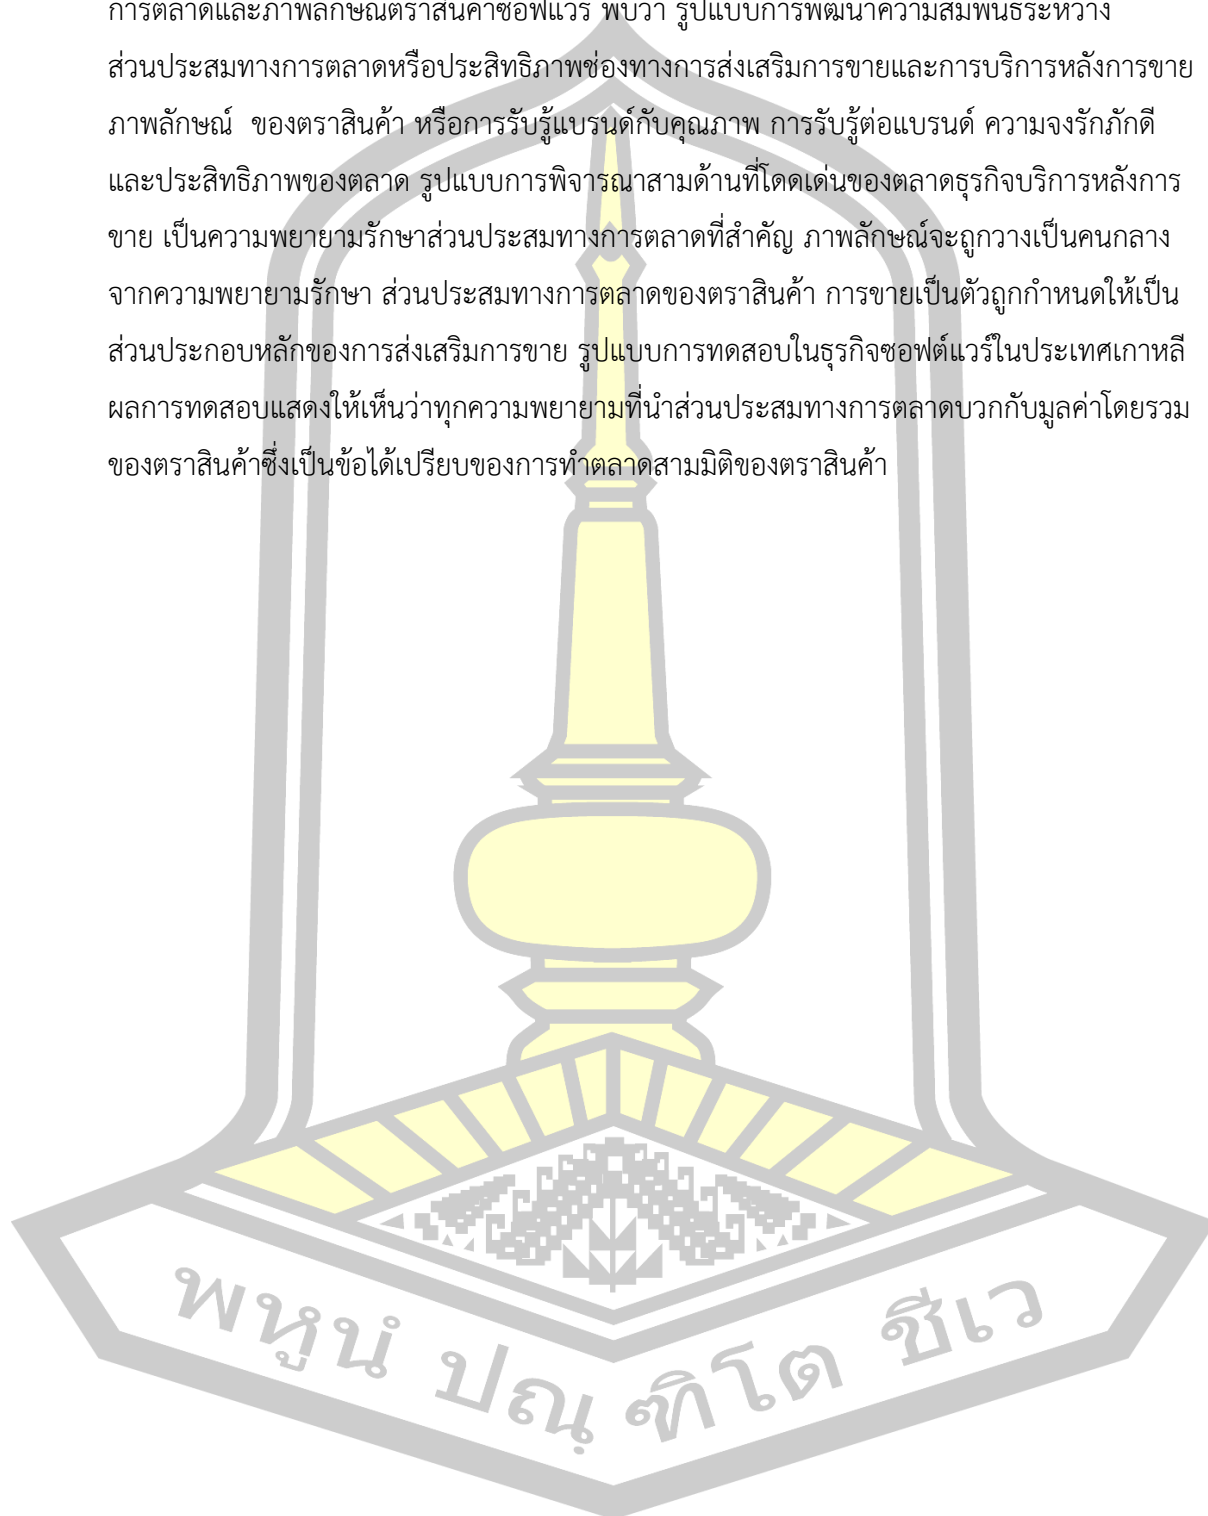 การตลาดและภาพลักษณ์ตราสินค้าซอฟแวร์ พบว่า รูปแบบการพัฒนาความสัมพันธ์ระหว่าง
ส่วนประสมทางการตลาดหรือประสิทธิภาพช่องทางการส่งเสริมการขายและการบริการหลังการขาย
ภาพลักษณ์ ของตราสินค้า หรือการรับรู้แบรนด์กับคุณภาพ การรับรู้ต่อแบรนด์ ความจงรักภักดี
และประสิทธิภาพของตลาด รูปแบบการพิจารณาสามด้านที่โดดเด่นของตลาดธุรกิจบริการหลังการ
ขาย เป็นความพยายามรักษาส่วนประสมทางการตลาดที่สำคัญ ภาพลักษณ์จะถูกวางเป็นคนกลาง
จากความพยายามรักษา ส่วนประสมทางการตลาดของตราสินค้า การขายเป็นตัวถูกกำหนดให้เป็น
ส่วนประกอบหลักของการส่งเสริมการขาย รูปแบบการทดสอบในธุรกิจซอฟต์แวร์ในประเทศเกาหลี
ผลการทดสอบแสดงให้เห็นว่าทุกความพยายามที่นำส่วนประสมทางการตลาดบวกกับมูลค่าโดยรวม
ของตราสินค้าซึ่งเป็นข้อได้เปรียบของการทำตลาดสามมิติของตราสินค้า
พหูนํ ปณฺฑิโต ชีเว